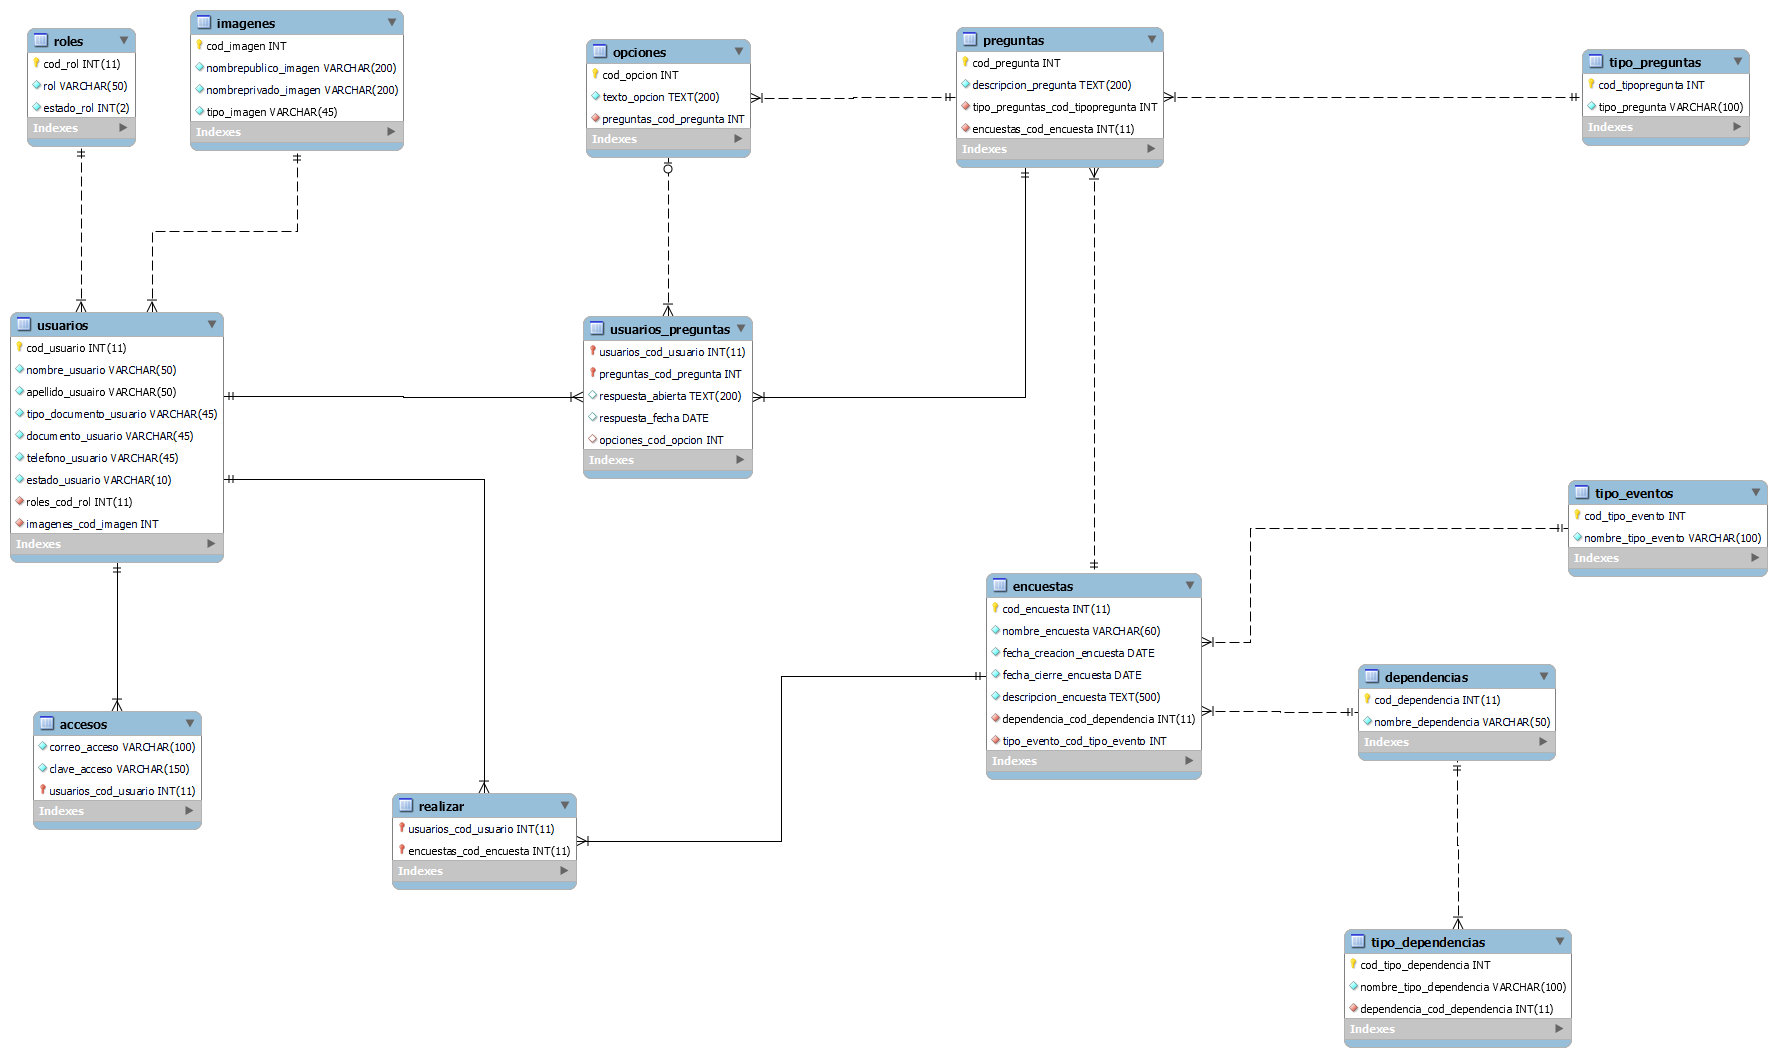 roles
cod_rol INT(11)
rol VARCHAR(50)
estado_rol INT(2)
Indexes
imagenes
cod_imagen INT
nombrepublico_imagen VARCHAR(200)
nombreprivado_imagen VARCHAR(200)
tipo_imagen VARCHAR(45)
Indexes
opciones
cod_opcion INT
texto_opcion TEXT(200)
preguntas_cod_pregunta INT
Indexes
preguntas
cod_pregunta INT
descripcion_pregunta TEXT(200)
tipo_preguntas_cod_tipopregunta INT
encuestas_cod_encuesta INT(11)
Indexes
tipo_preguntas
cod_tipopregunta INT
tipo_pregunta VARCHAR(100)
Indexes
usuarios
cod_usuario INT(11)
nombre_usuario VARCHAR(50)
apellido_usuairo VARCHAR(50)
tipo_documento_usuario VARCHAR(45)
documento_usuario VARCHAR(45)
telefono_usuario VARCHAR(45)
estado_usuario VARCHAR(10)
roles_cod_rol INT(11)
imagenes_cod_imagen INT
Indexes
usuarios_preguntas
usuarios_cod_usuario INT(11)
preguntas_cod_pregunta INT
respuesta_abierta TEXT(200)
respuesta_fecha DATE
opciones_cod_opcion INT
Indexes
tipo_eventos
cod_tipo_evento INT
nombre_tipo_evento VARCHAR(100)
Indexes
encuestas
cod_encuesta INT(11)
nombre_encuesta VARCHAR(60)
fecha_creacion_encuesta DATE
fecha_cierre_encuesta DATE
descripcion_encuesta TEXT(500)
dependencia_cod_dependencia INT(11)
tipo_evento_cod_tipo_evento INT
Indexes
dependencias
cod_dependencia INT(11)
nombre_dependencia VARCHAR(50)
Indexes
accesos
correo_acceso VARCHAR(100)
clave_acceso VARCHAR(150)
usuarios_cod_usuario INT(11)
Indexes
realizar
usuarios_cod_usuario INT(11)
encuestas_cod_encuesta INT(11)
Indexes
tipo_dependencias
cod_tipo_dependencia INT
nombre_tipo_dependencia VARCHAR(100)
dependencia_cod_dependencia INT(11)
Indexes